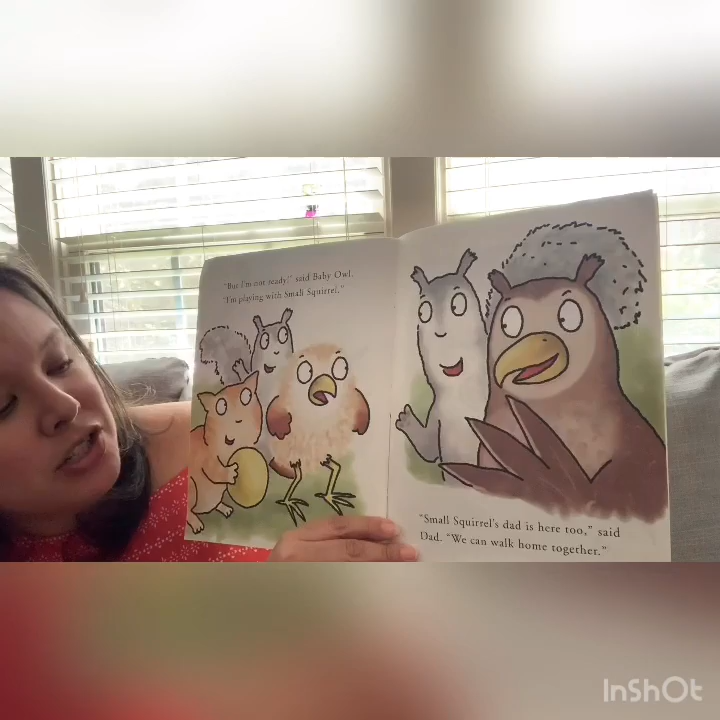 "But I'm not ready," said Baby Owl.
"I'm playing with Small Squirrel."
"Small Squirrel's dad is here too," said
Dad. "We can walk home together."
InShOt